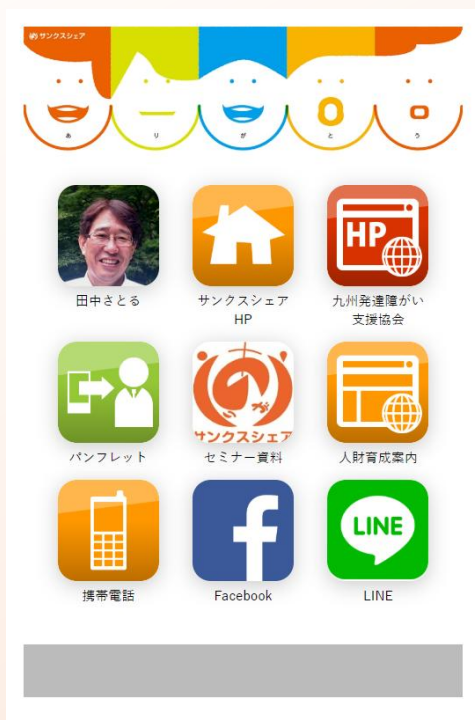 サンクスシェア
あ り が と う
田中さとる
サンクスシェア
HP
HP
九州発達障がい
支援協会
パンフレット
サンクスシェア
セミナー資料
人財育成案内
携帯電話
f
Facebook
LINE
LINE